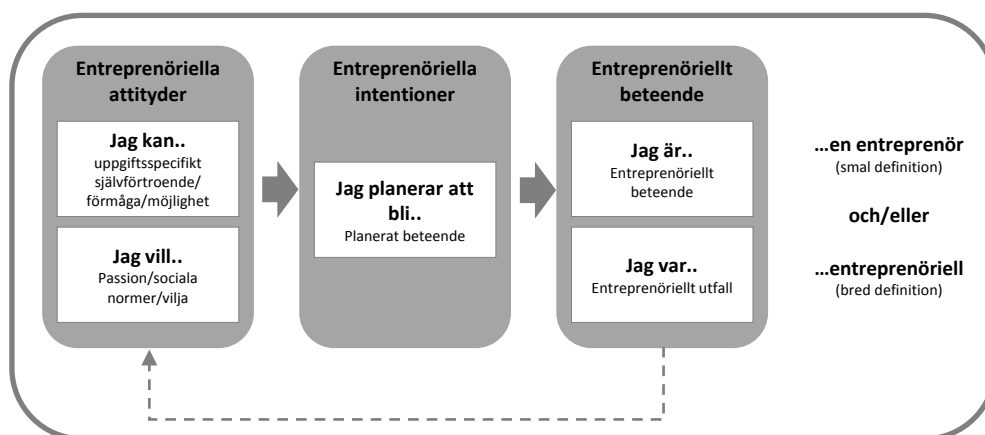 Entreprenöriella
attityder
Jag kan..
uppgiftsspecifikt
självförtroende/
förmåga/möjlighet
Jag vill..
Passion/sociala
normer/vilja
Entreprenöriella
intentioner
Jag planerar att
bli..
Planerat beteende
Entreprenöriellt
beteende
Jag är..
Entreprenöriellt
beteende
Jag var..
Entreprenöriellt utfall
…en entreprenör
(smal definition)
och/eller
…entreprenöriell
(bred definition)